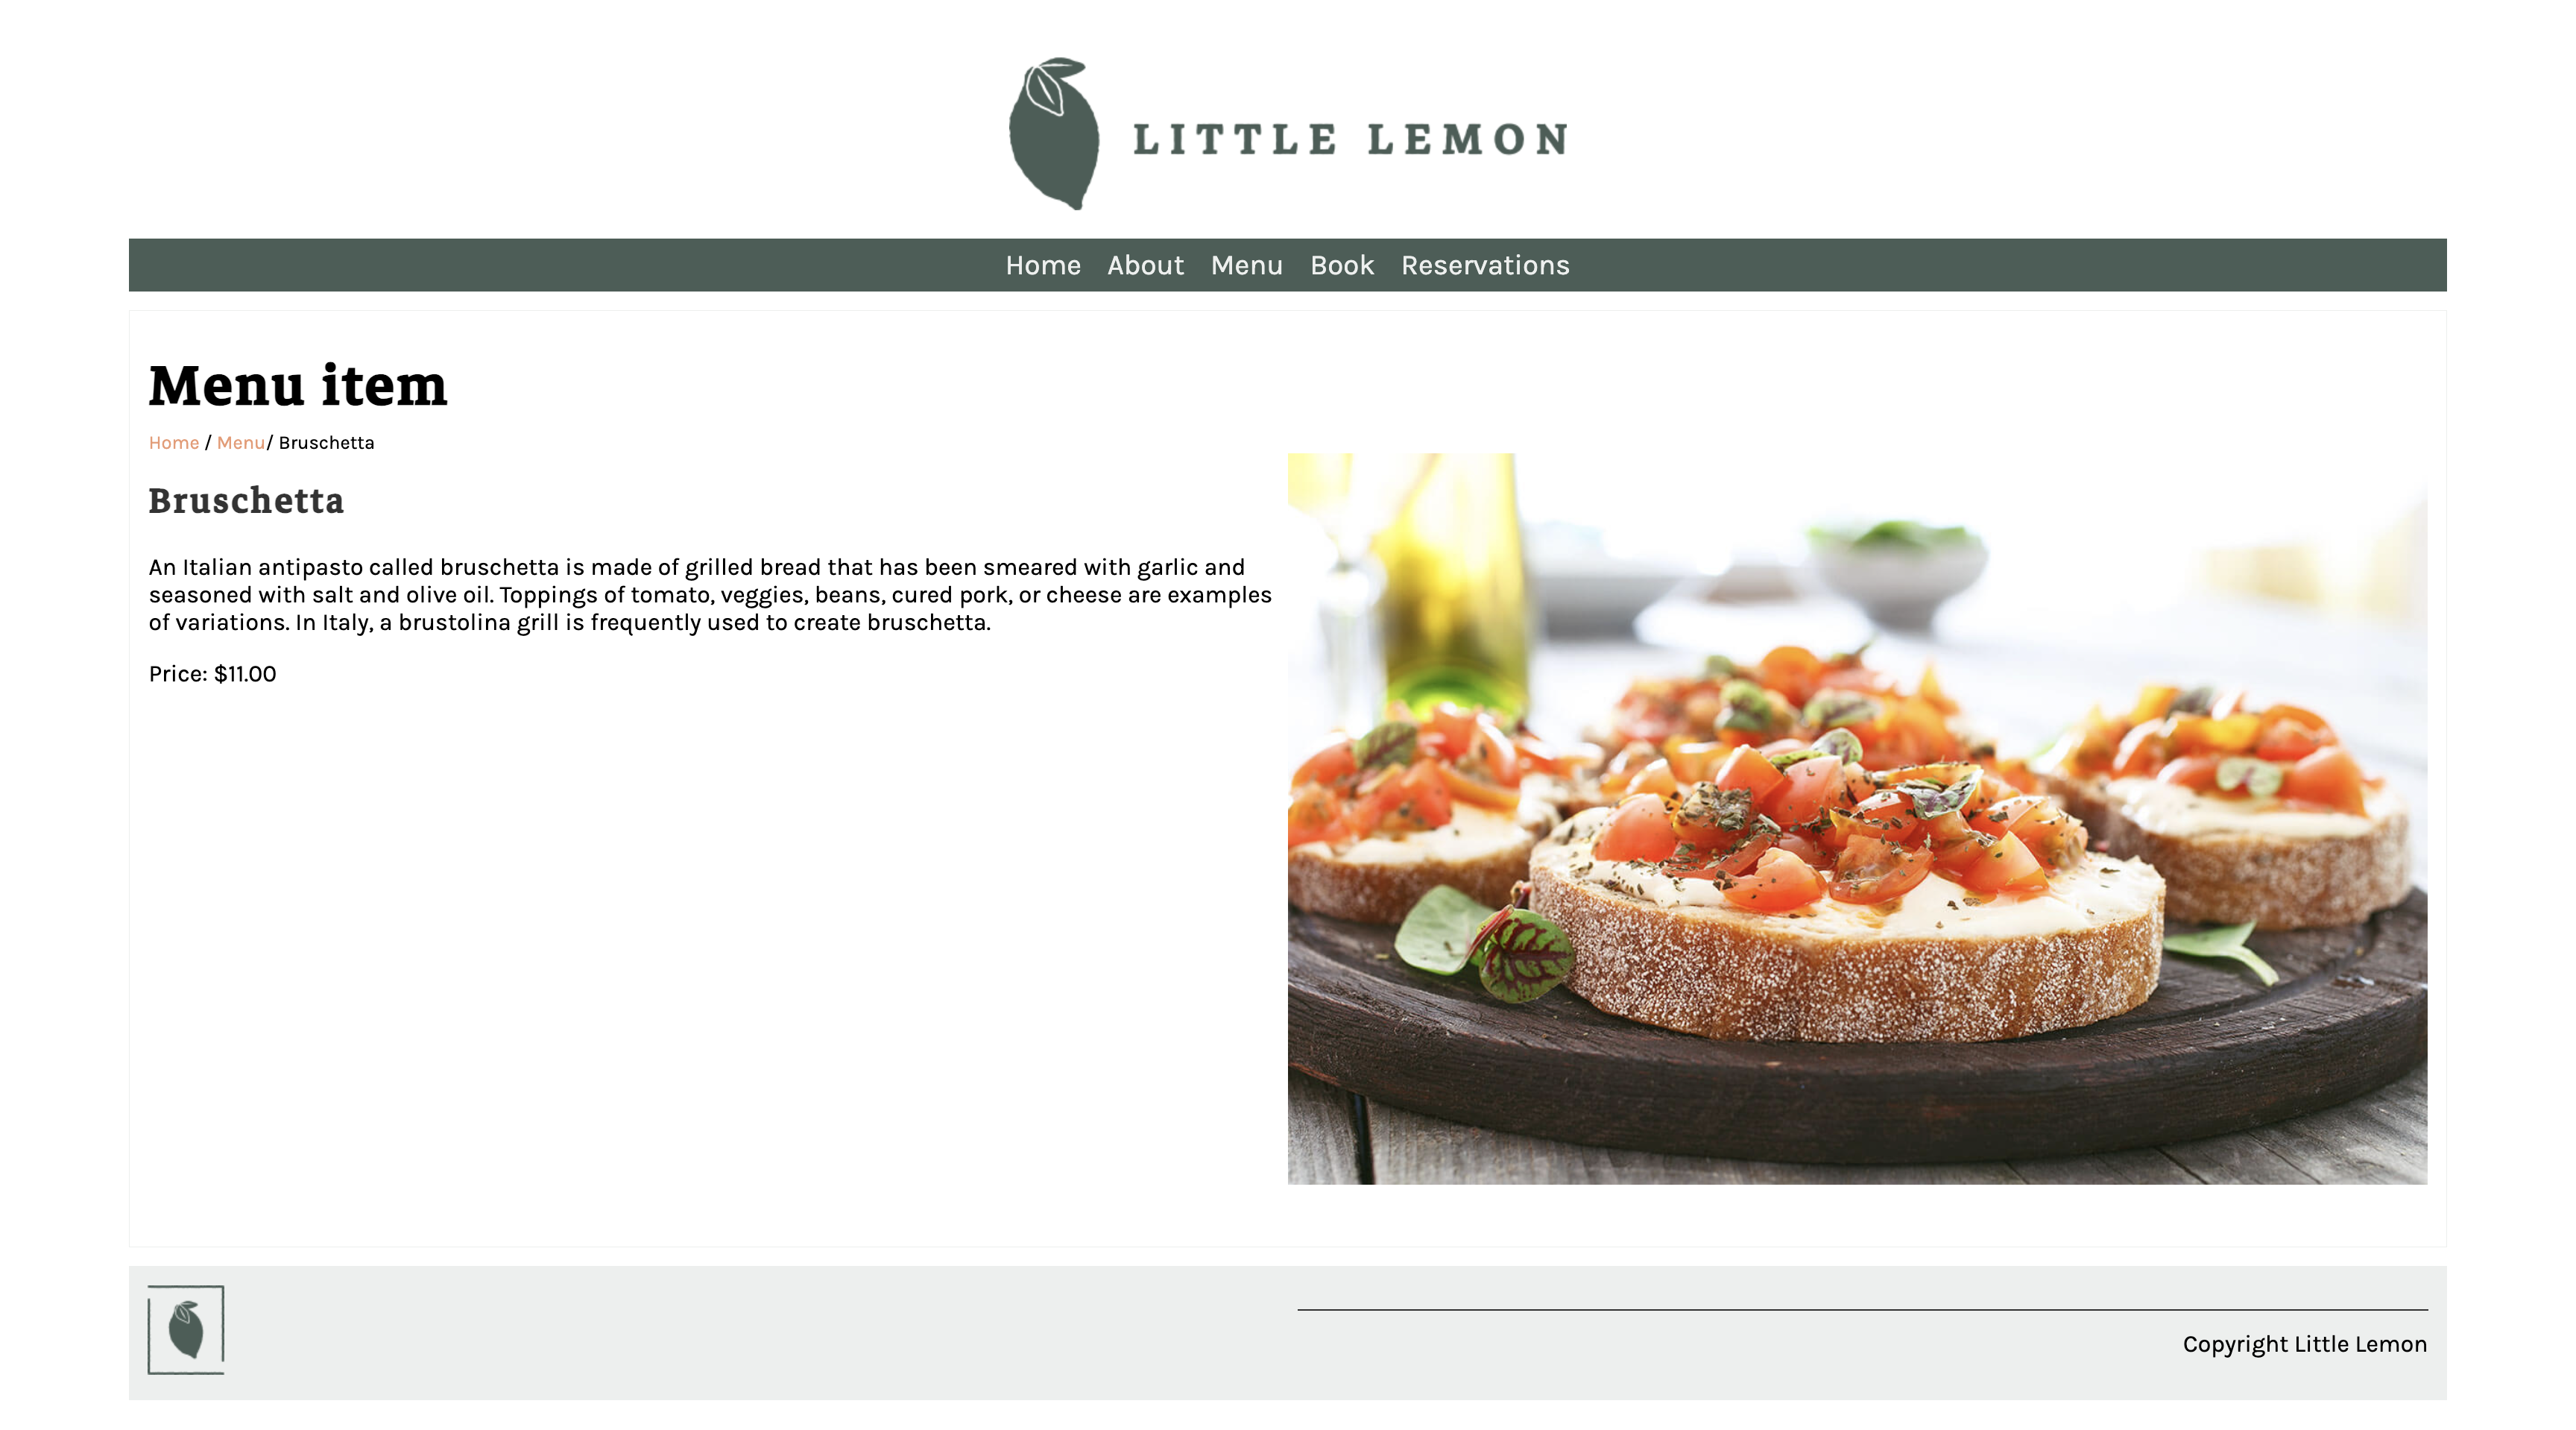 LITTLE LEMON
Home About Menu Book Reservations
Menu item
Home / Menu/ Bruschetta
Bruschetta
An Italian antipasto called bruschetta is made of grilled bread that has been smeared with garlic and
seasoned with salt and olive oil. Toppings of tomato, veggies, beans, cured pork, or cheese are examples
of variations. In Italy, a brustolina grill is frequently used to create bruschetta.
Price: $11.00
Copyright Little Lemon